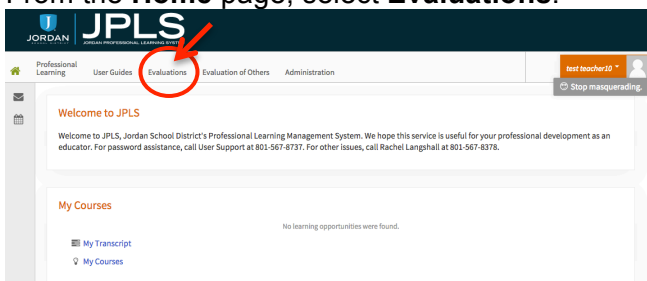 From the Home page, select Evaluations.
JORDAN
SCHOOL DISTRICT
JPLS
JORDAN PROFESSIONAL LEARNING SYSTEM
Professional Learning User Guides Evaluations Evaluation of Others Administration
test teacher10
Stop masquerading.
Welcome to JPLS
Welcome to JPLS, Jordan School District's Professional Learning Management System. We hope this service is useful for your professional development as an
educator. For password assistance, call User Support at 801-567-8737. For other issues, call Rachel Langshall at 801-567-8378.
My Courses
No learning opportunities were found.
My Transcript
My Courses